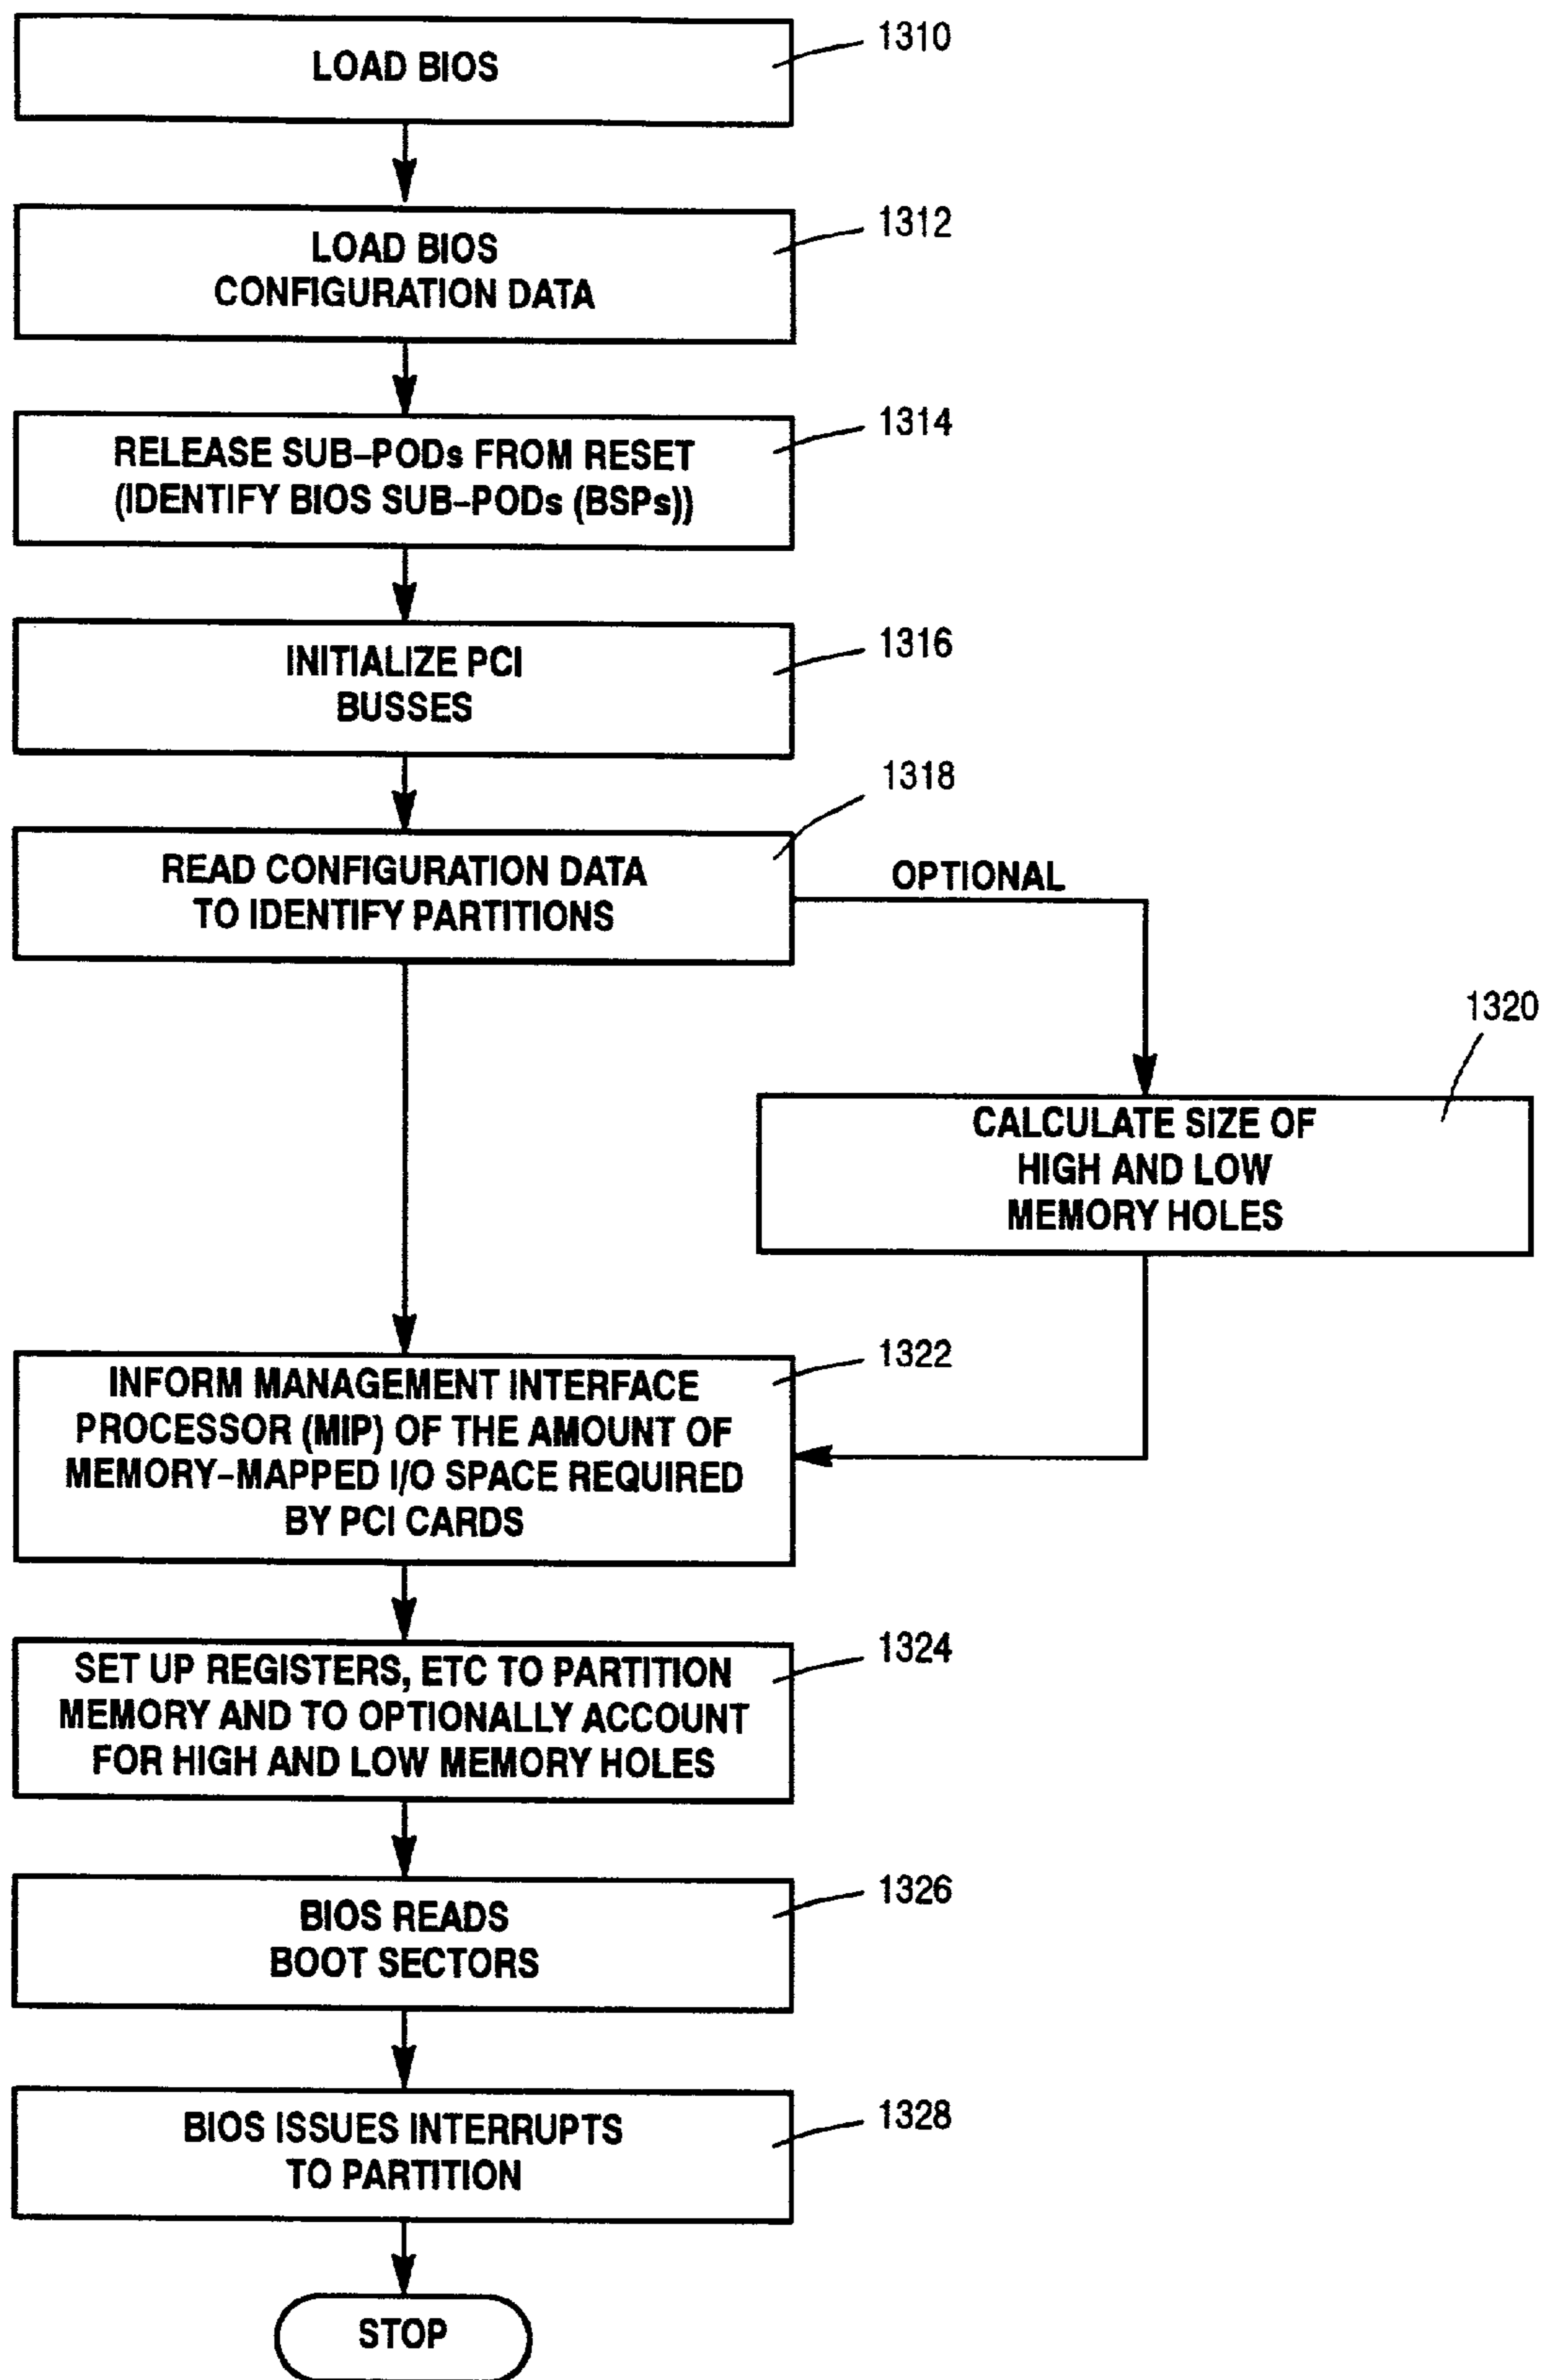 LOAD BIOS
1310
LOAD BIOS
CONFIGURATION DATA
1312
RELEASE SUB-PODs FROM RESET
(IDENTIFY BIOS SUB-PODs (BSPs))
1314
INITIALIZE PCI
BUSSES
1316
1318
READ CONFIGURATION DATA
TO IDENTIFY PARTITIONS
OPTIONAL
1320
CALCULATE SIZE OF
HIGH AND LOW
MEMORY HOLES
1322
INFORM MANAGEMENT INTERFACE
PROCESSOR (MIP) OF THE AMOUNT OF
MEMORY-MAPPED I/O SPACE REQUIRED
BY PCI CARDS
1324
SET UP REGISTERS, ETC TO PARTITION
MEMORY AND TO OPTIONALLY ACCOUNT
FOR HIGH AND LOW MEMORY HOLES
1326
BIOS READS
BOOT SECTORS
1328
BIOS ISSUES INTERRUPTS
TO PARTITION
STOP